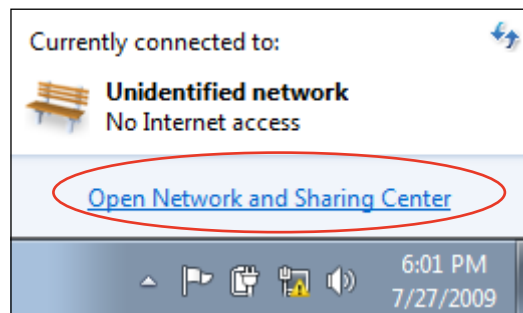 Currently connected to:
Unidentified network
No Internet access
Open Network and Sharing Center
6:01 PM
7/27/2009